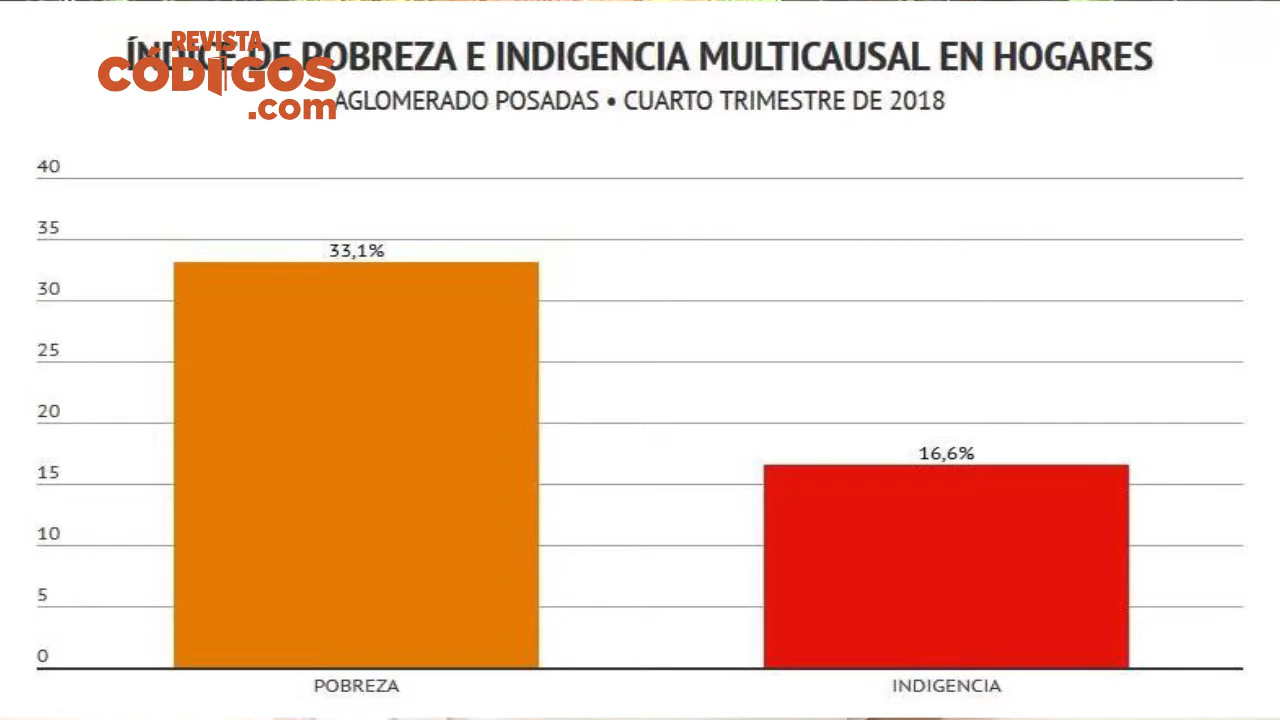 REVISTA
CÓDIGOS
.com
ÍNDICE DE POBREZA E INDIGENCIA MULTICAUSAL EN HOGARES
AGLOMERADO POSADAS • CUARTO TRIMESTRE DE 2018
40
35
33,1%
30
25
20
16,6%
15
10
5
0
POBREZA INDIGENCIA